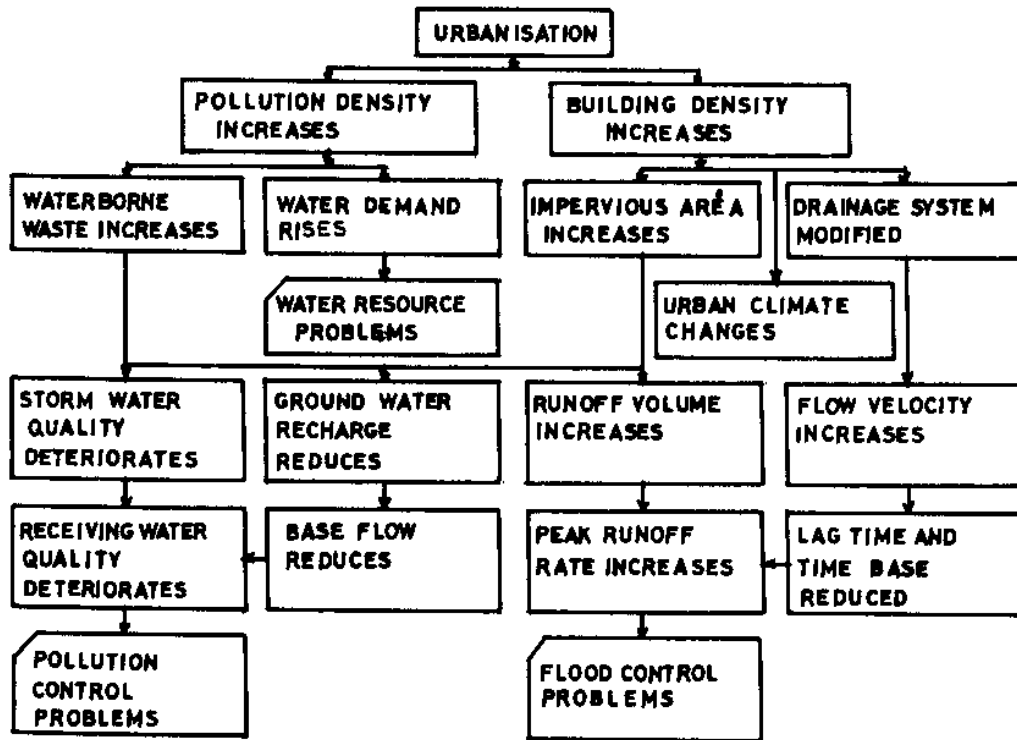 URBANISATION
POLLUTION DENSITY
INCREASES
BUILDING DENSITY
INCREASES
WATERBORNE
WASTE INCREASES
WATER DEMAND
RISES
IMPERVIOUS AREA
INCREASES
DRAINAGE SYSTEM
MODIFIED
WATER RESOURCE
PROBLEMS
URBAN CLIMATE
CHANGES
STORM WATER
QUALITY
DETERIORATES
GROUND WATER
RECHARGE
REDUCES
RUNOFF VOLUME
INCREASES
FLOW VELOCITY
INCREASES
RECEIVING WATER
QUALITY
DETERIORATES
BASE FLOW
REDUCES
PEAK RUNOFF
RATE INCREASES
LAG TIME AND
TIME BASE
REDUCED
POLLUTION
CONTROL
PROBLEMS
FLOOD CONTROL
PROBLEMS